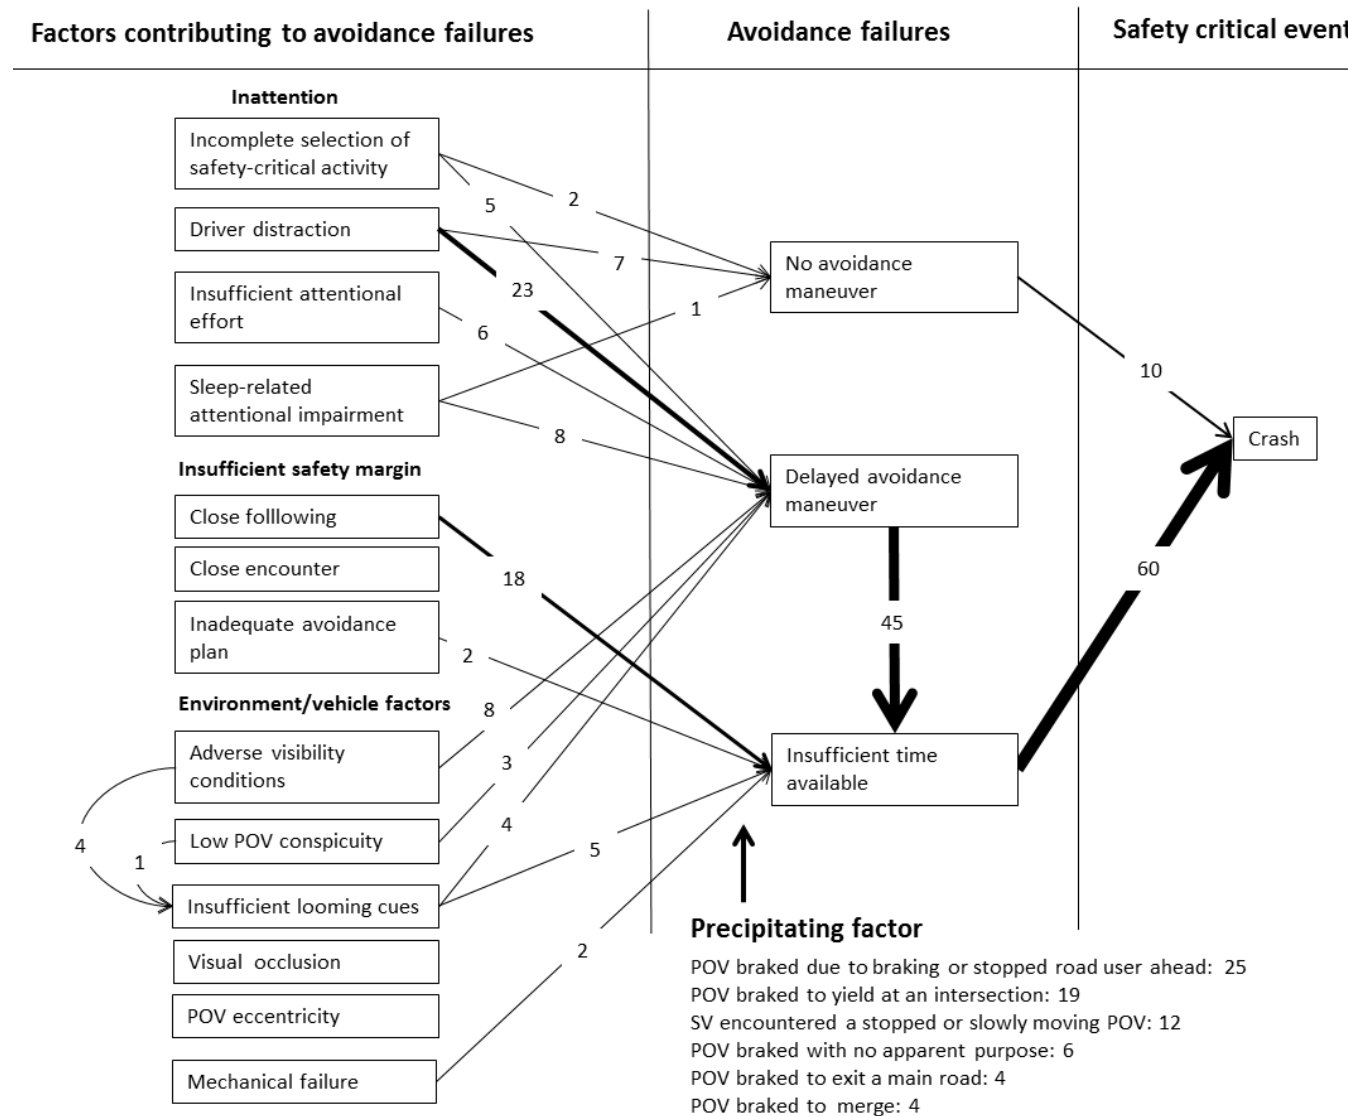 Factors contributing to avoidance failures
Avoidance failures
Safety critical event
Inattention
Incomplete selection of
safety-critical activity
Driver distraction
Insufficient attentional
effort
Sleep-related
attentional impairment
Insufficient safety margin
Close folllowing
Close encounter
Inadequate avoidance
plan
Environment/vehicle factors
Adverse visibility
conditions
Low POV conspicuity
Insufficient looming cues
Visual occlusion
POV eccentricity
Mechanical failure
2
5
7
23
1
6
8
18
2
8
3
4
5
2
4
1
No avoidance
maneuver
Delayed avoidance
maneuver
45
Insufficient time
available
10
Crash
60
Precipitating factor
POV braked due to braking or stopped road user ahead: 25
POV braked to yield at an intersection: 19
SV encountered a stopped or slowly moving POV: 12
POV braked with no apparent purpose: 6
POV braked to exit a main road: 4
POV braked to merge: 4